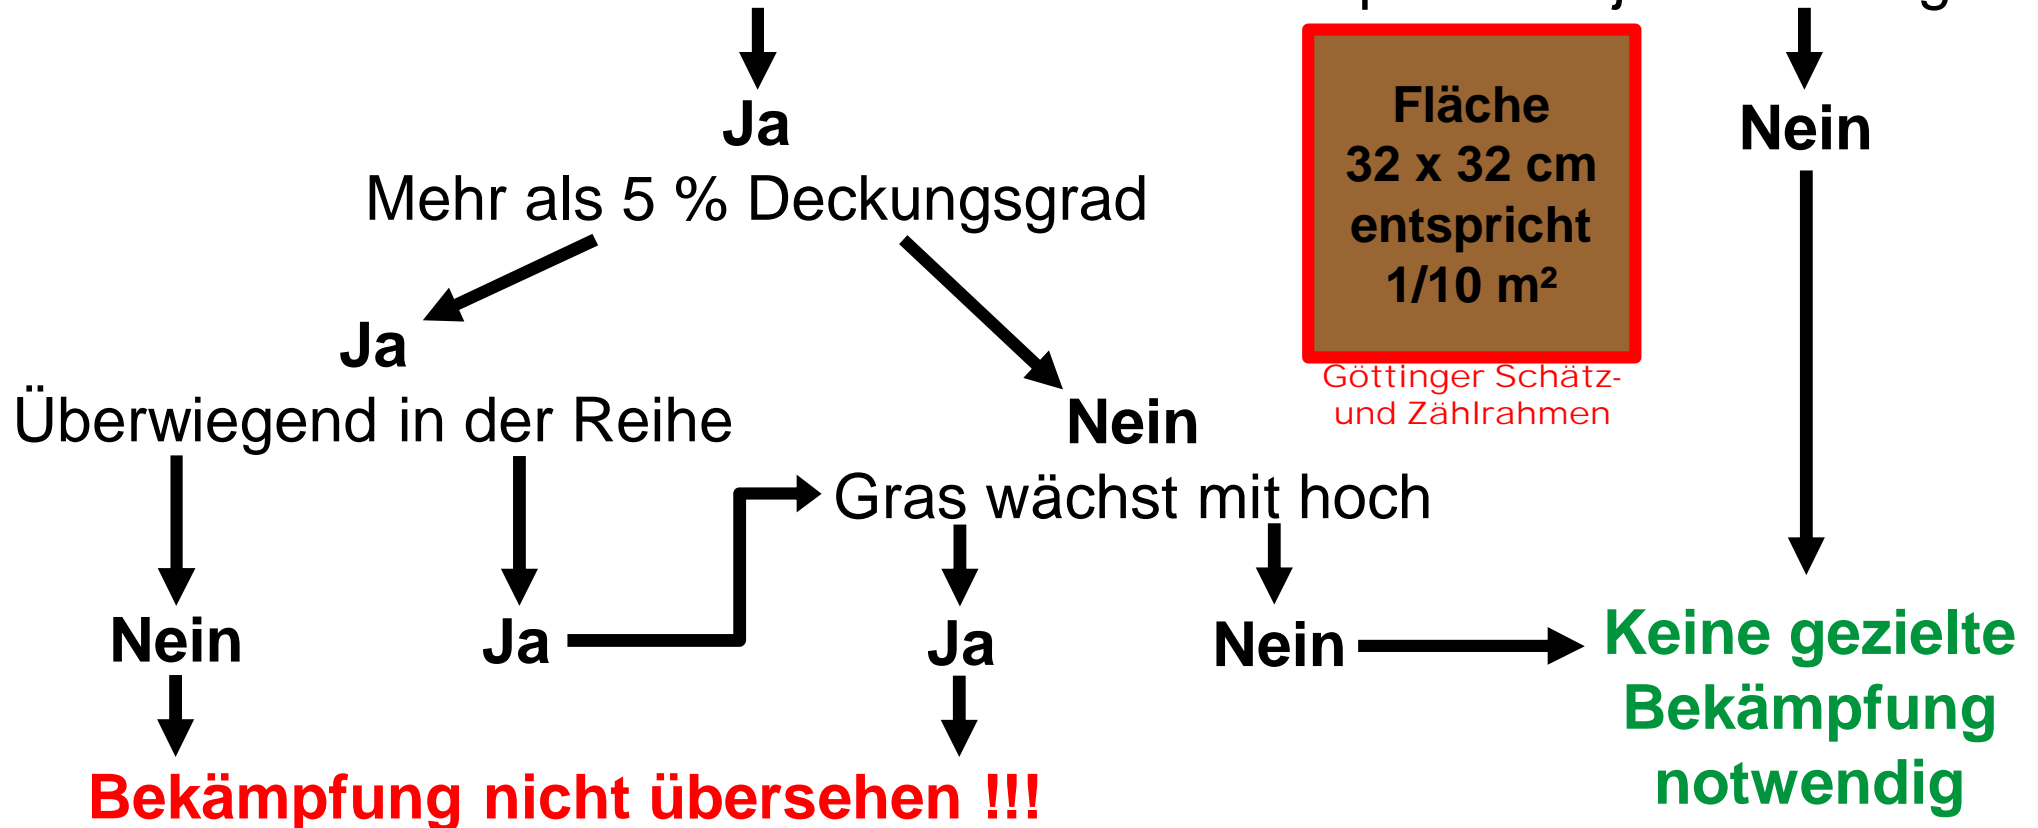 Ja
Mehr als 5 % Deckungsgrad
Fläche
32 x 32 cm
entspricht
1/10 m²
Göttinger Schätz-
und Zählrahmen
Nein
Ja
Überwiegend in der Reihe
Nein
Gras wächst mit hoch
Nein
Ja
Ja
Nein
Keine gezielte
Bekämpfung
notwendig
Bekämpfung nicht übersehen !!!